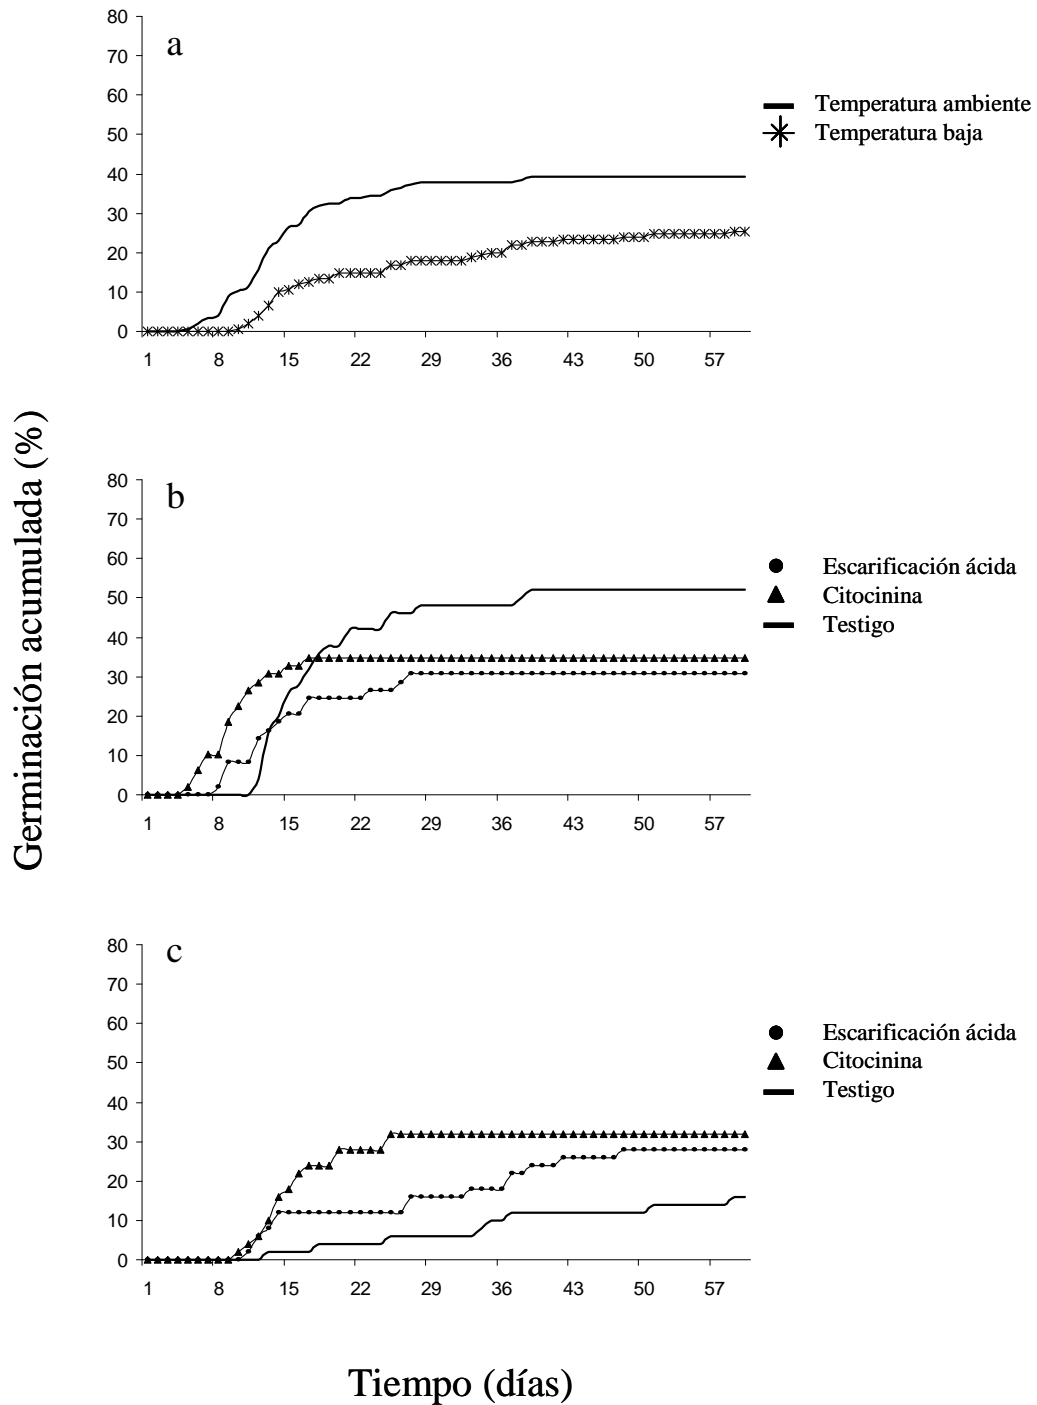 80
70
60
50
40
30
20
10
0
a
1 8 15 22 29 36 43 50 57
Temperatura ambiente
Temperatura baja
Germinación acumulada (%)
80
70
60
50
40
30
20
10
0
b
1 8 15 22 29 36 43 50 57
Escarificación ácida
Citocinina
Testigo
80
70
60
50
40
30
20
10
0
c
1 8 15 22 29 36 43 50 57
Escarificación ácida
Citocinina
Testigo
Tiempo (días)